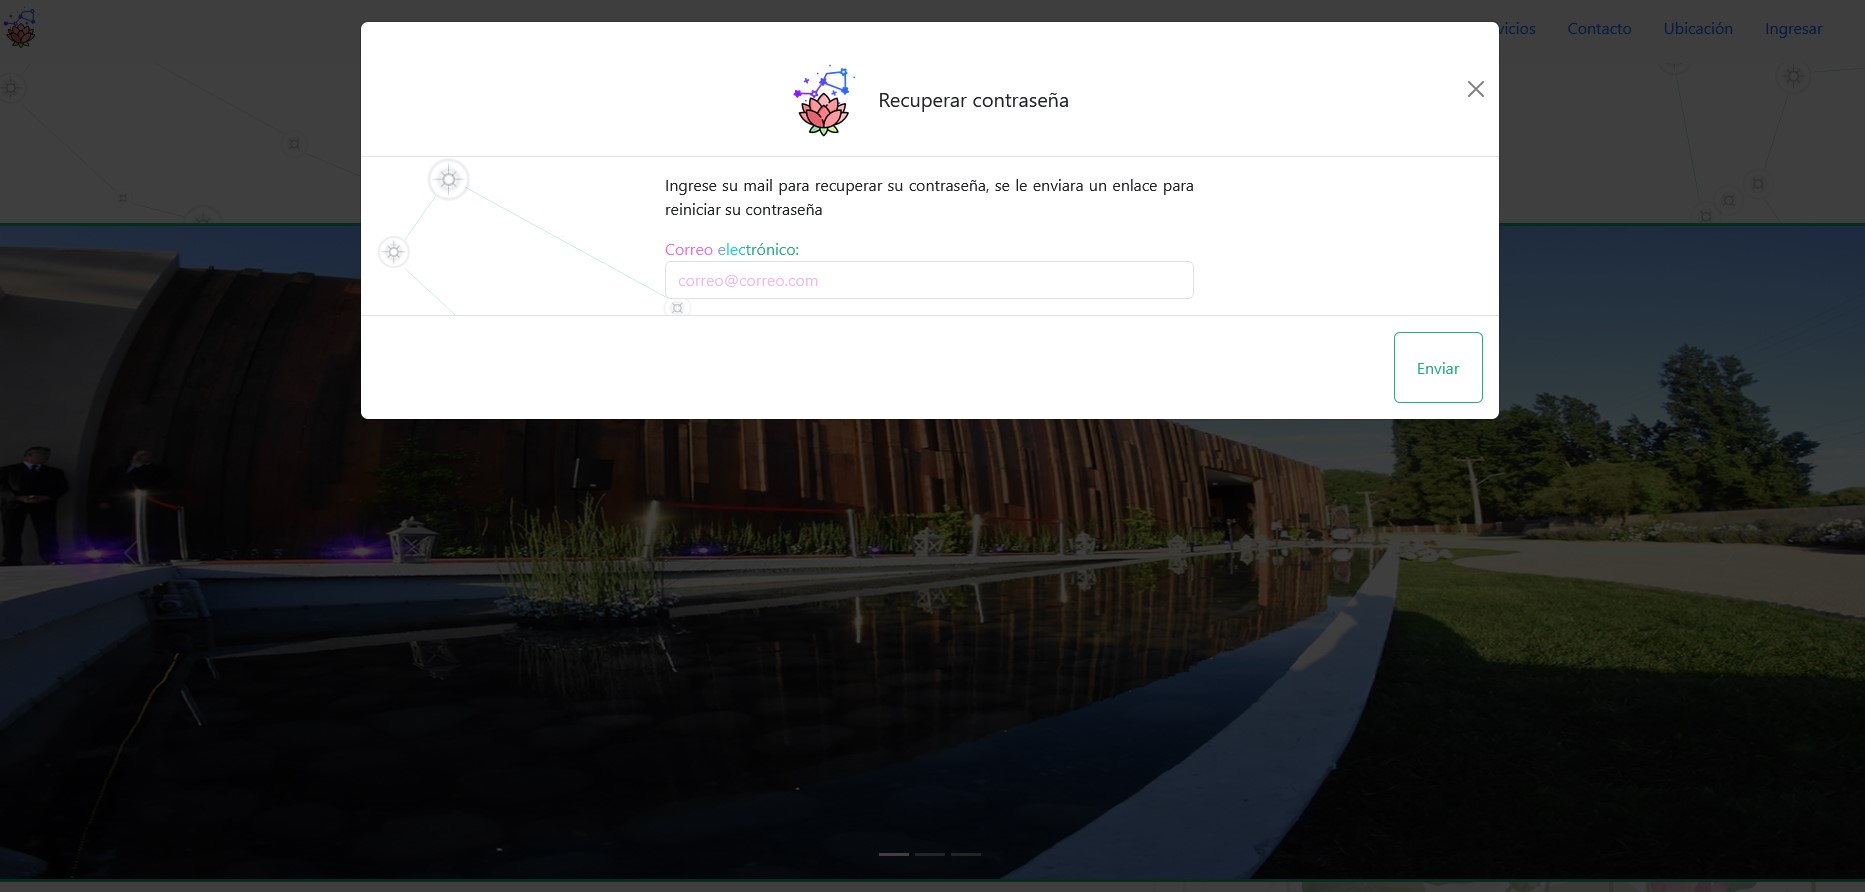 Contacto Ubicación Ingresar
Recuperar contraseña
Ingrese su mail para recuperar su contraseña, se le enviara un enlace para
reiniciar su contraseña
Correo electrónico:
correo@correo.com
Enviar